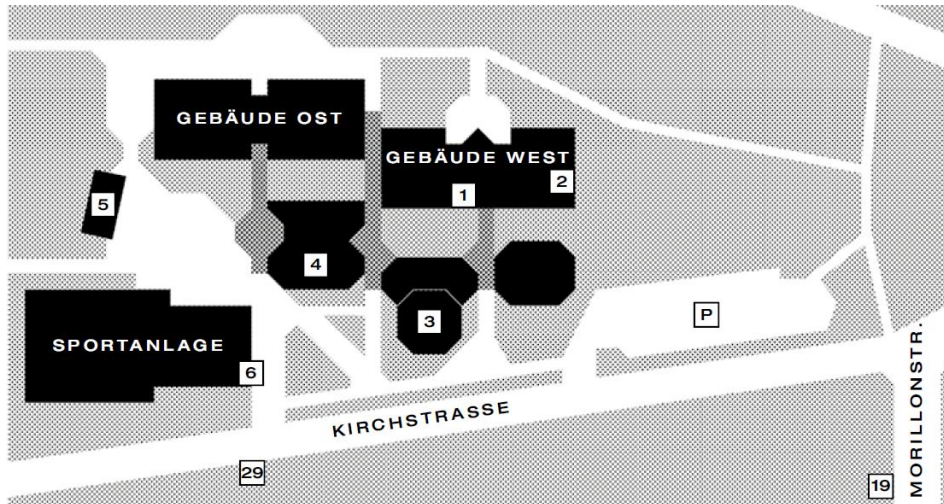 GEBÄUDE OST
GEBÄUDE WEST
2
1
5
4
3
P
SPORTANLAGE
6
KIRCHSTRASSE
MORILLONSTR.
29
19